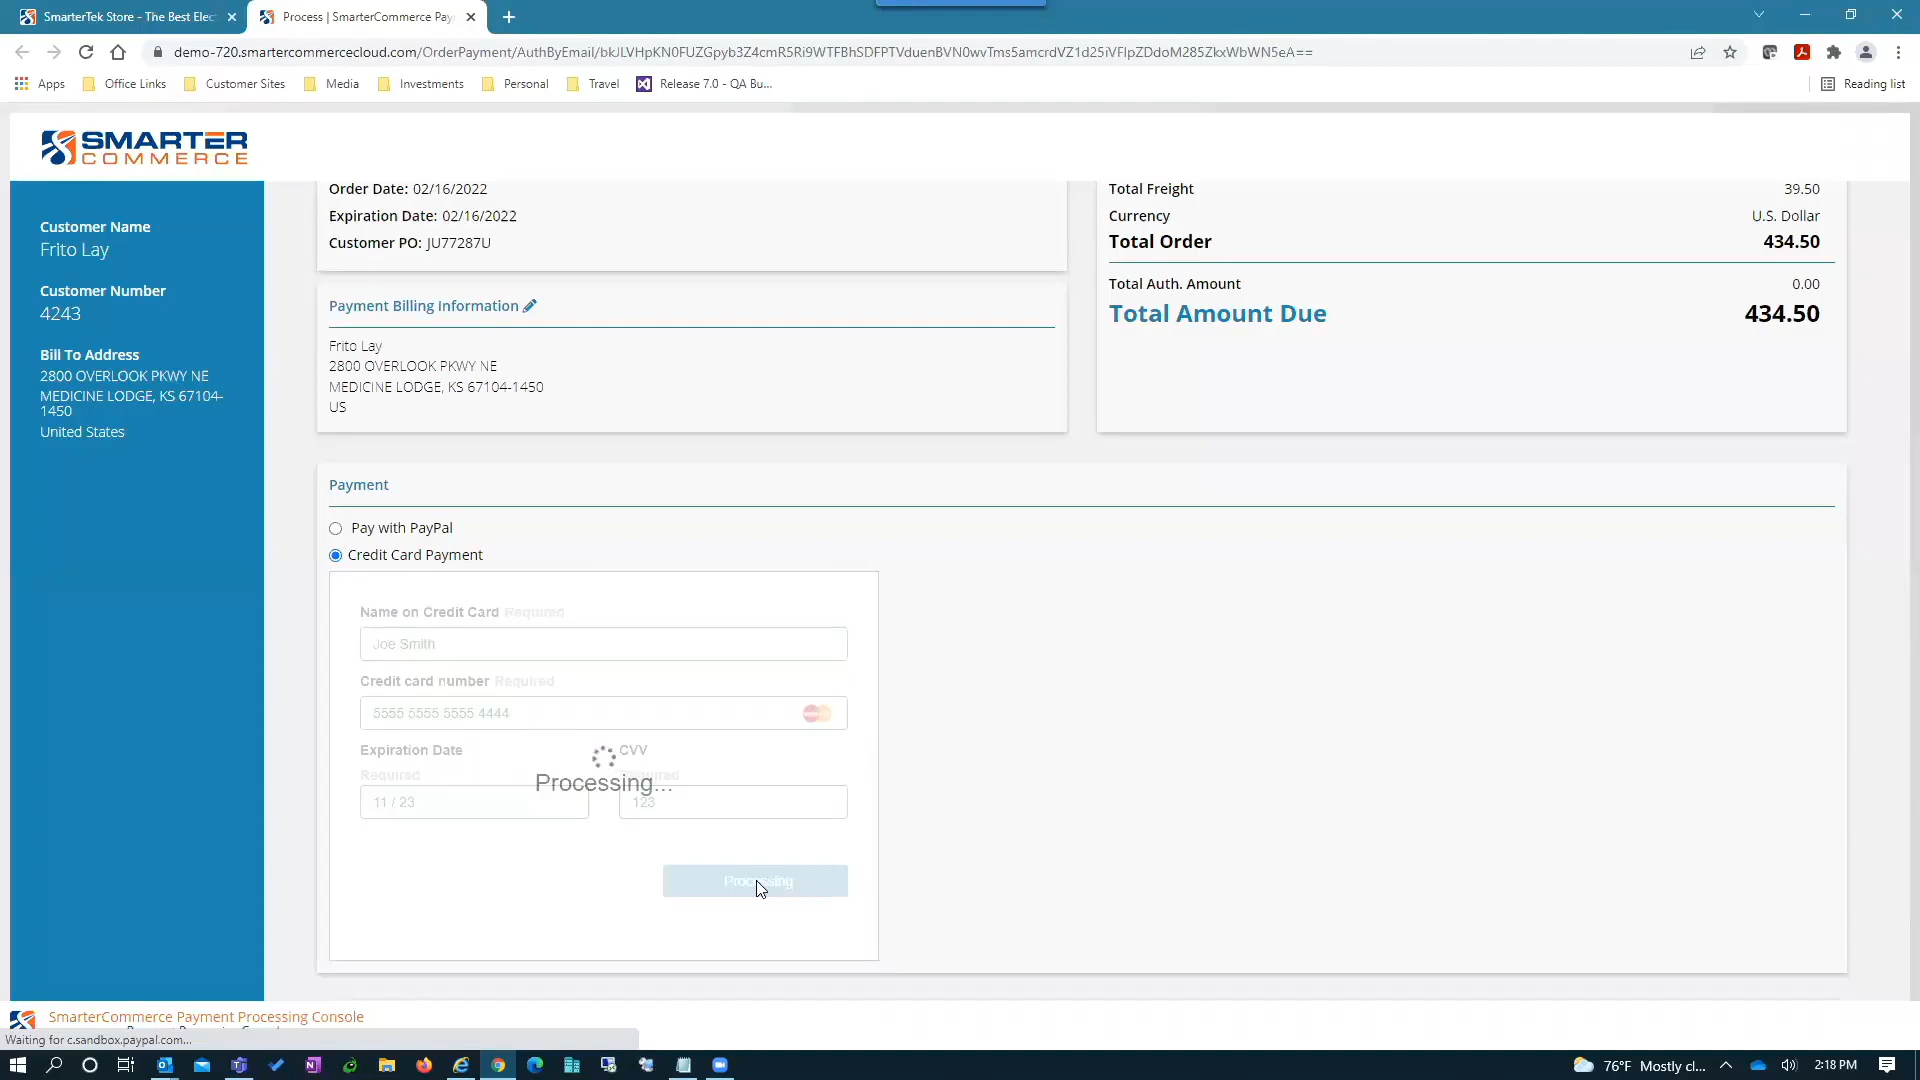 SmarterTek Store - The Best Elec
Process | SmarterCommerce Pay
demo-720.smartercommercecloud.com/OrderPayment/AuthByEmail/bkJLVHpKN0FUZGpyb3Z4cmR5Ri9WTFBhSDFPTVduenBVN0wvTms5amcrdVZ1d25iVFlpZDdoM285ZkxWbWN5eA==
Apps Office Links Customer Sites Media Investments Personal Travel Release 7.0 - QA Bu... Reading list
SMARTER
COMMERCE
Customer Name
Frito Lay
Customer Number
4243
Bill To Address
2800 OVERLOOK PKWY NE
MEDICINE LODGE, KS 67104-
1450
United States
Order Date: 02/16/2022
Expiration Date: 02/16/2022
Customer PO: JU77287U
Total Freight 39.50
Currency U.S. Dollar
Total Order 434.50
Total Auth. Amount 0.00
Total Amount Due 434.50
Payment Billing Information
Frito Lay
2800 OVERLOOK PKWY NE
MEDICINE LODGE, KS 67104-1450
US
Payment
Pay with PayPal
Credit Card Payment
Name on Credit Card Required
Joe Smith
Credit card number Required
5555 5555 5555 4444
Expiration Date CVV
Required
Processing...
11 / 23 123
Processing
SmarterCommerce Payment Processing Console
Waiting for c.sandbox.paypal.com...
76°F Mostly cl... 2:18 PM